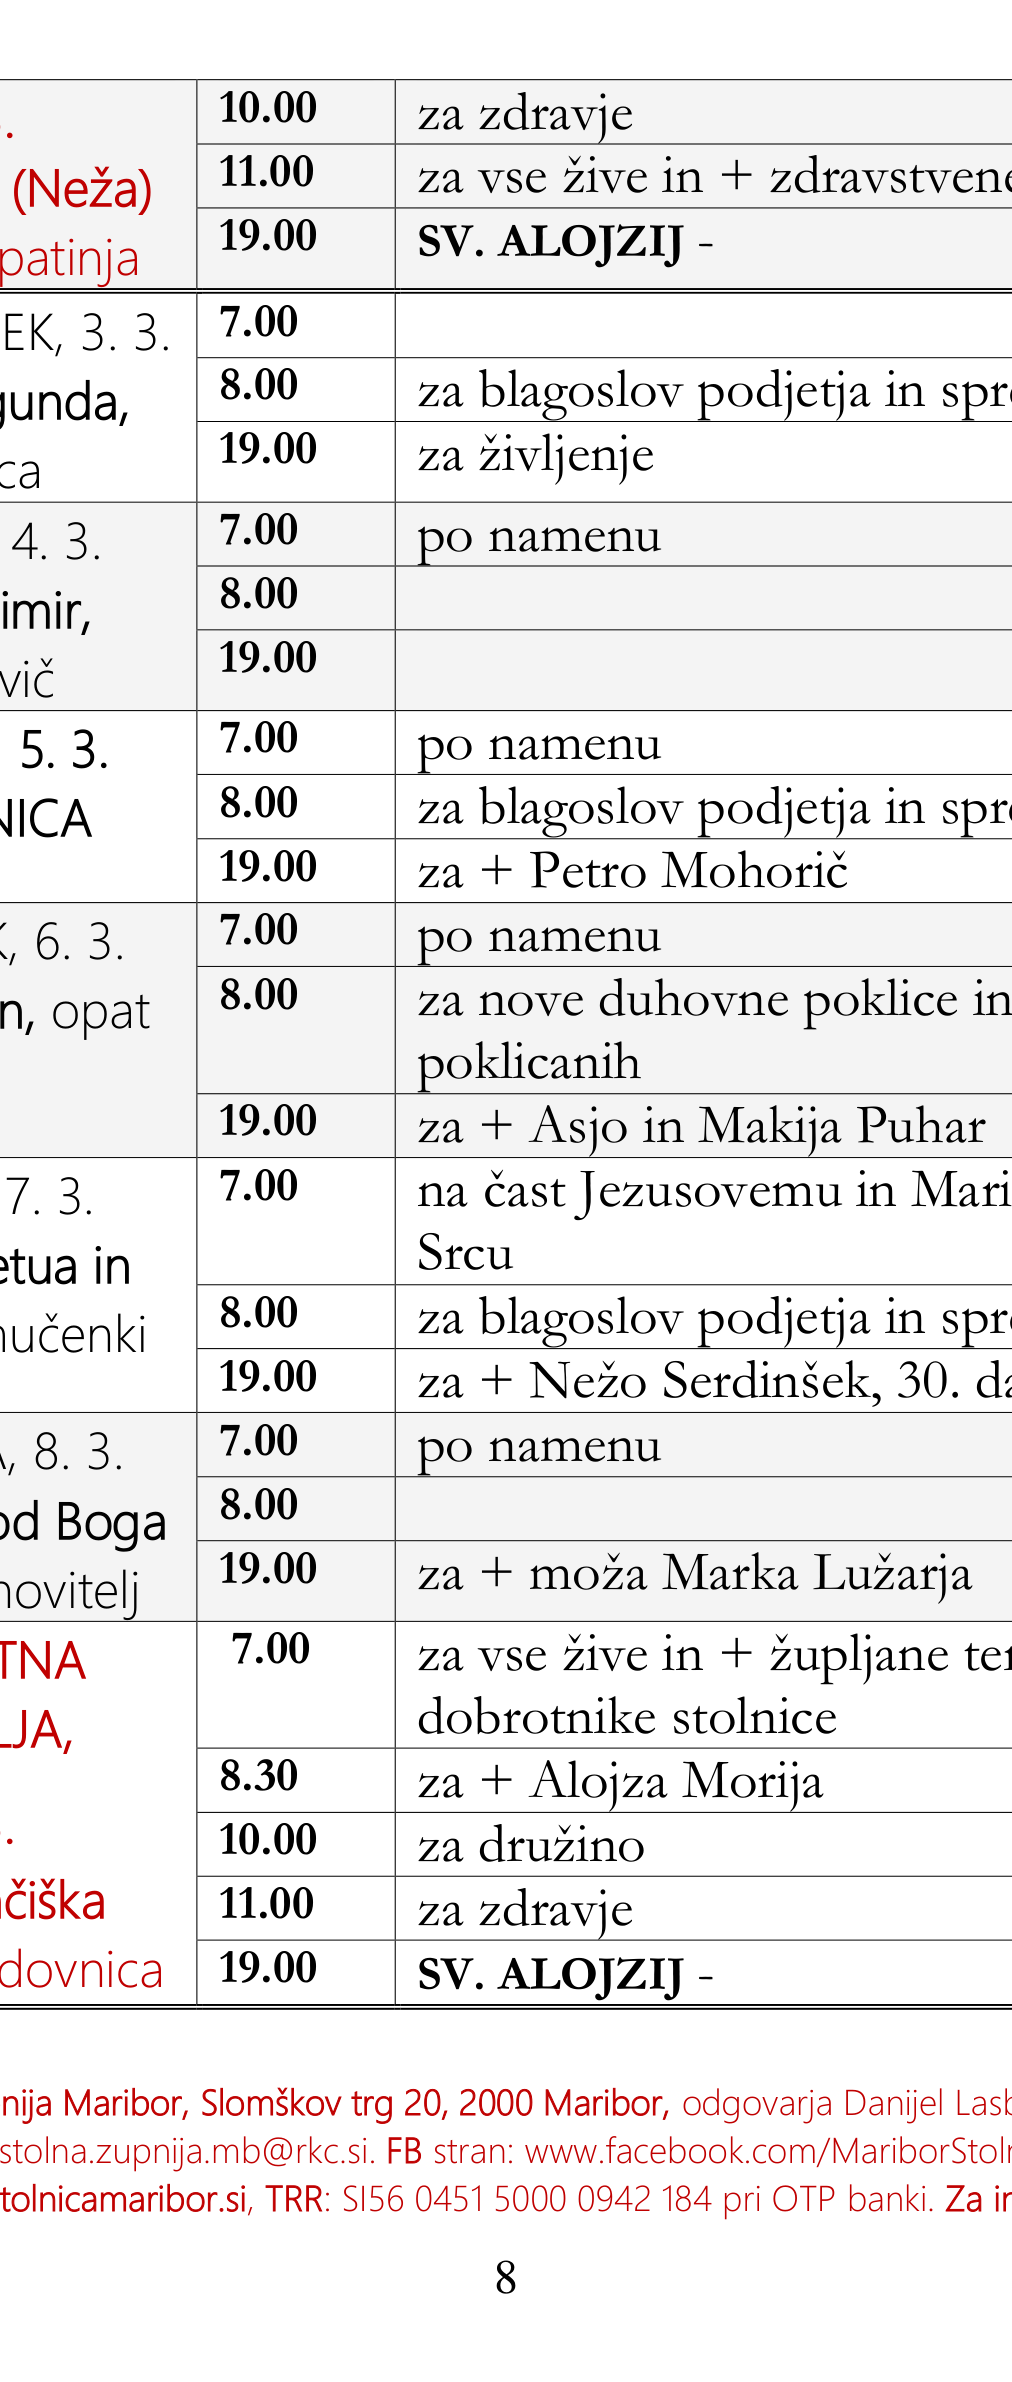 .
(Neža)
patinja
10.00 za zdravje
11.00 za vse žive in + zdravstvene
19.00 SV. ALOJZIJ -
EK, 3. 3.
gunda,
ca
7.00
8.00 za blagoslov podjetja in spr
19.00 za življenje
4. 3.
imir,
vič
7.00 po namenu
8.00
19.00
5. 3.
NICA
7.00 po namenu
8.00 za blagoslov podjetja in spr
19.00 za + Petro Mohorič
K, 6. 3.
n, opat
7.00 po namenu
8.00 za nove duhovne poklice in
poklicanih
19.00 za + Asjo in Makija Puhar
7. 3.
etua in
mučenki
7.00 na čast Jezusovemu in Mari
Srcu
8.00 za blagoslov podjetja in spr
19.00 za + Nežo Serdinšek, 30. da
A, 8. 3.
od Boga
novitelj
7.00 po namenu
8.00
19.00 za + moža Marka Lužarja
TNA
LJA,
.
čiška
dovnica
7.00 za vse žive in + župljane ter
dobrotnike stolnice
8.30 za + Alojza Morija
10.00 za družino
11.00 za zdravje
19.00 SV. ALOJZIJ -
nija Maribor, Slomškov trg 20, 2000 Maribor, odgovarja Danijel Lasb
stolna.zupnija.mb@rkc.si. FB stran: www.facebook.com/MariborStoln
tolnicamaribor.si, TRR: SI56 0451 5000 0942 184 pri OTP banki. Za in
8